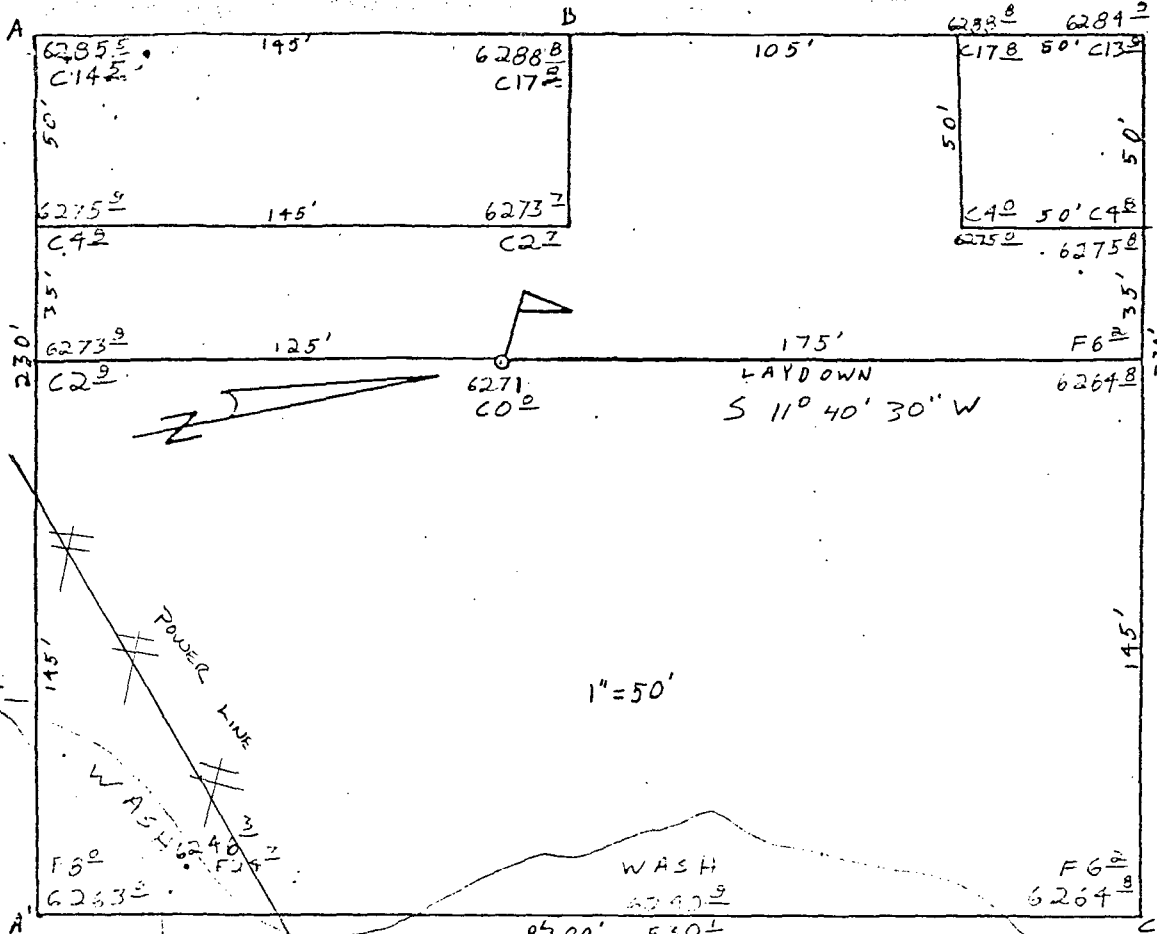 A
B
6288 8
6284 9
6285 5
145'
6288 8
105'
C17 8
50'
C13 9
C14 5
C17 8
50'
50'
50'
6275 9
145'
6273 7
C4 0
50'
C4 8
C4 9
C2 7
6275 0
6275 8
35'
35'
230'
6273 9
125'
175'
F6 2
C2 9
6271
C0 0
LAYDOWN
6264 8
S 11° 40' 30" W
N
POWER LINE
145'
145'
1"=50'
WASH
WASH
F8 0
F6 2
6263 0
6264 8
A'
C